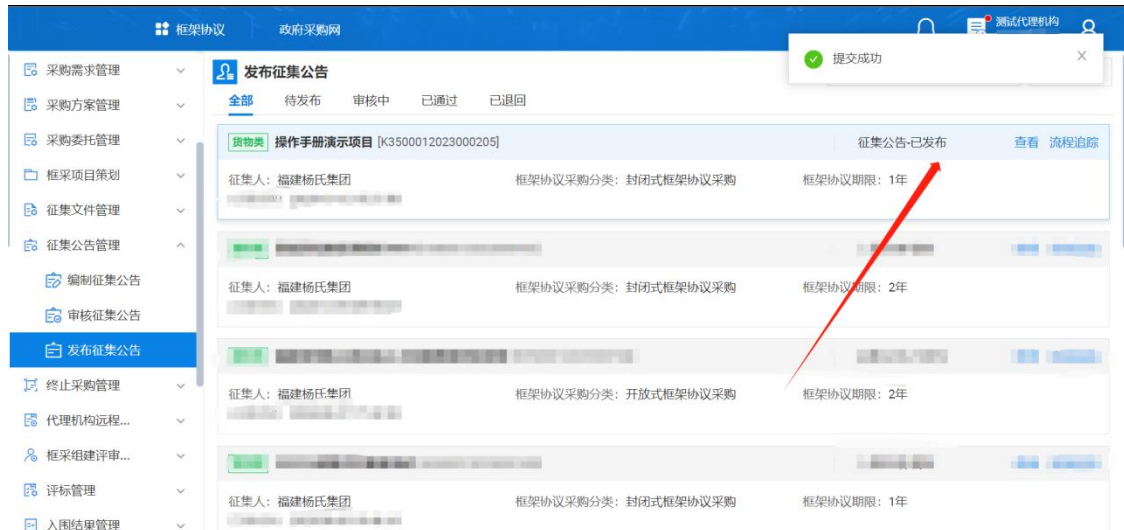 框架协议 政府采购网 测试代理机构
提交成功
采购需求管理
采购方案管理
采购委托管理
框采项目策划
征集文件管理
征集公告管理
编制征集公告
审核征集公告
发布征集公告
终止采购管理
代理机构远程...
框采组建评审...
评标管理
入围结果管理
发布征集公告
全部 待发布 审核中 已通过 已退回
货物类 操作手册演示项目 [K3500012023000205] 征集公告-已发布 查看 流程追踪
征集人：福建杨氏集团 框架协议采购分类：封闭式框架协议采购 框架协议期限：1年
征集人：福建杨氏集团 框架协议采购分类：封闭式框架协议采购 框架协议期限：2年
征集人：福建杨氏集团 框架协议采购分类：开放式框架协议采购 框架协议期限：2年
征集人：福建杨氏集团 框架协议采购分类：封闭式框架协议采购 框架协议期限：1年